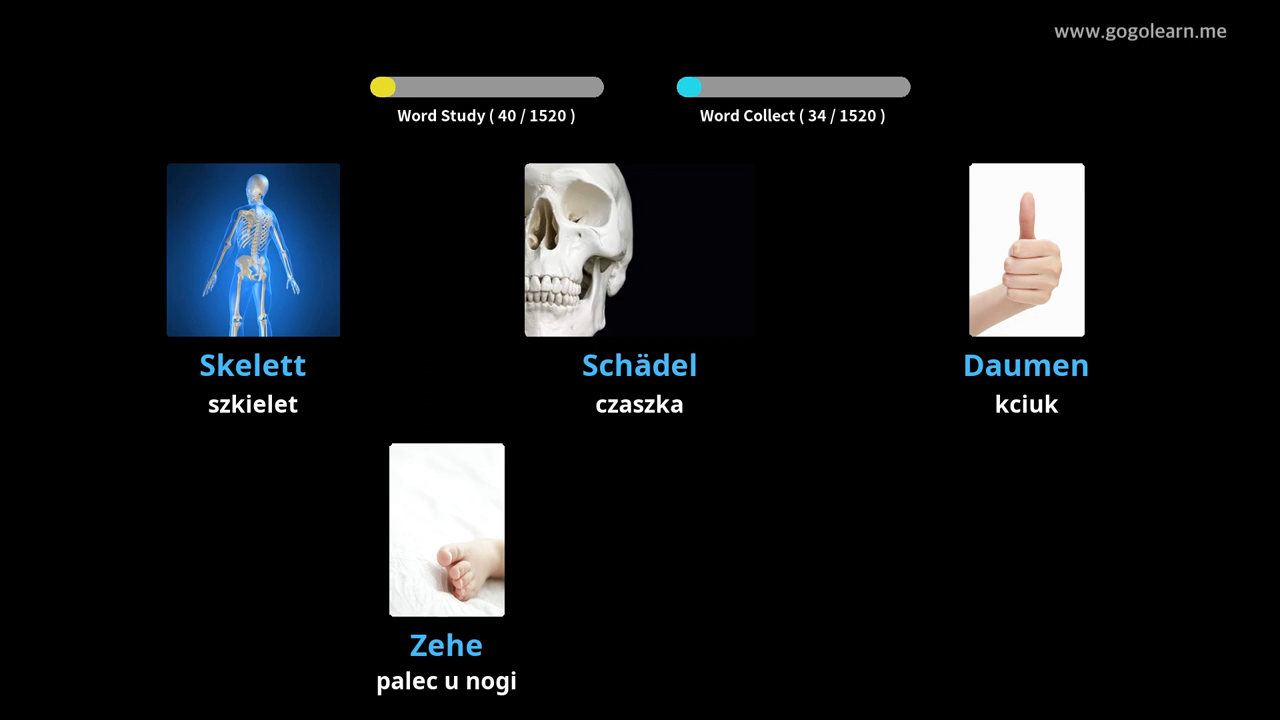 www.gogolearn.me
Word Study ( 40 / 1520 )
Word Collect ( 34 / 1520 )
Skelett
szkielet
Schädel
czaszka
Daumen
kciuk
Zehe
palec u nogi